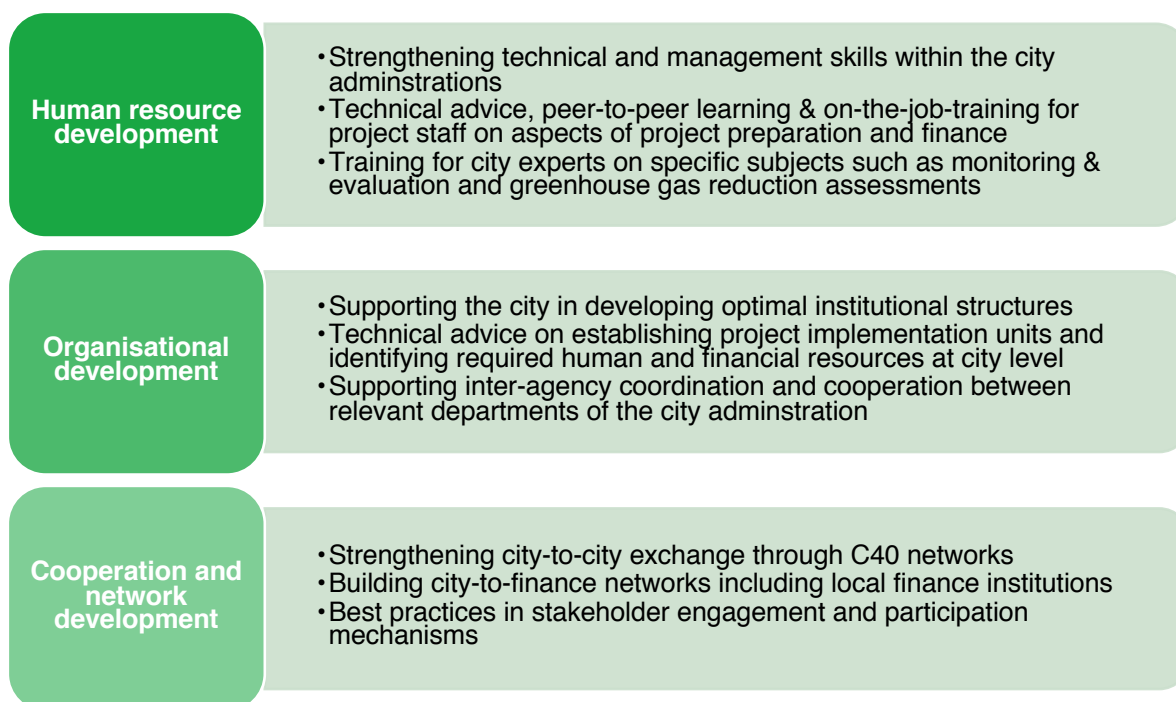 Human resource
development
•Strengthening technical and management skills within the city
adminstrations
•Technical advice, peer-to-peer learning & on-the-job-training for
project staff on aspects of project preparation and finance
•Training for city experts on specific subjects such as monitoring &
evaluation and greenhouse gas reduction assessments
Organisational
development
•Supporting the city in developing optimal institutional structures
•Technical advice on establishing project implementation units and
identifying required human and financial resources at city level
•Supporting inter-agency coordination and cooperation between
relevant departments of the city adminstration
Cooperation and
network
development
•Strengthening city-to-city exchange through C40 networks
•Building city-to-finance networks including local finance institutions
•Best practices in stakeholder engagement and participation
mechanisms